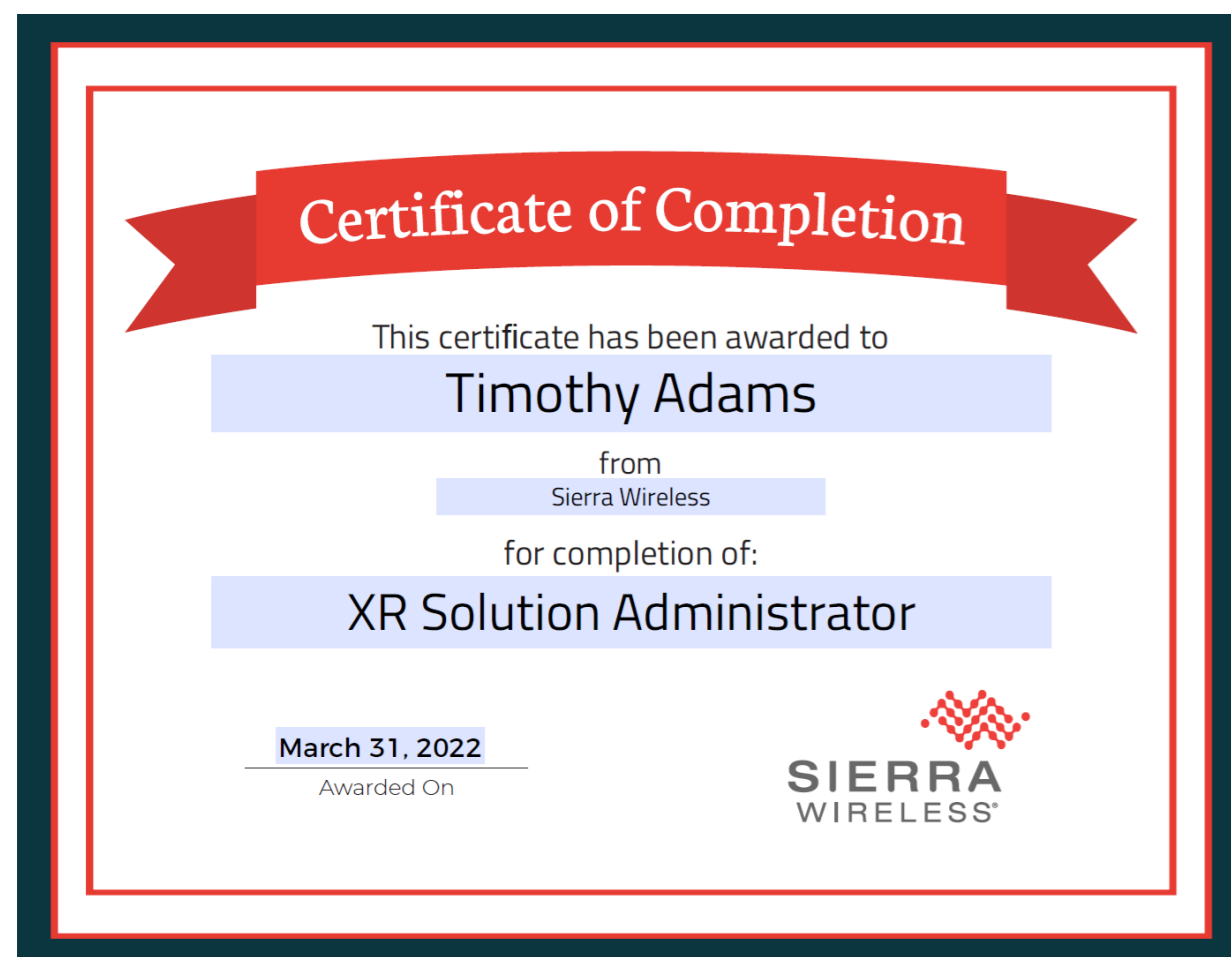 Certificate of Completion
This certificate has been awarded to
Timothy Adams
from
Sierra Wireless
for completion of:
XR Solution Administrator
March 31, 2022
Awarded On
SIERRA
WIRELESS®